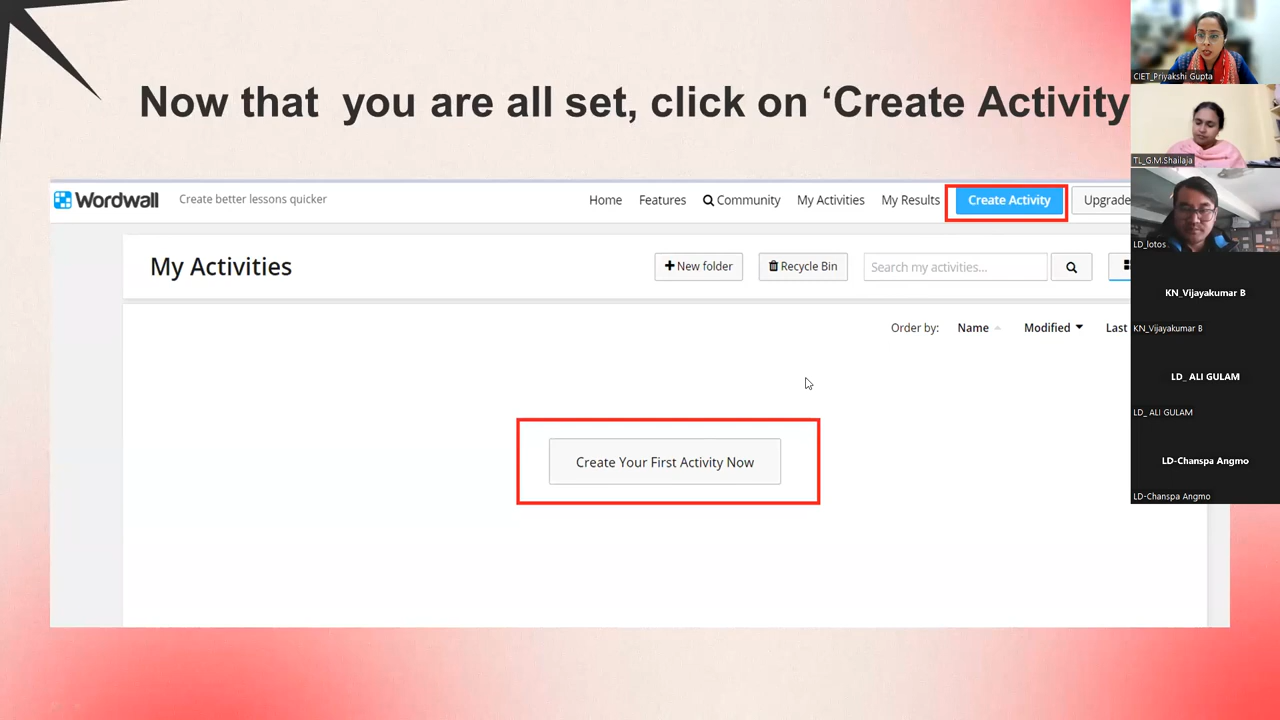 Now that you are all set, click on ‘Create Activity
Wordwall
Create better lessons quicker
Home
Features
Community
My Activities
My Results
Create Activity
Upgrade
My Activities
New folder
Recycle Bin
Search my activities...
Order by:
Name
Modified
Last
Create Your First Activity Now
CIET_Priyakshi Gupta
TL_G.M.Shailaja
LD_lotos
KN_Vijayakumar B
KN_Vijayakumar B
LD_ ALI GULAM
LD_ ALI GULAM
LD-Chanspa Angmo
LD-Chanspa Angmo